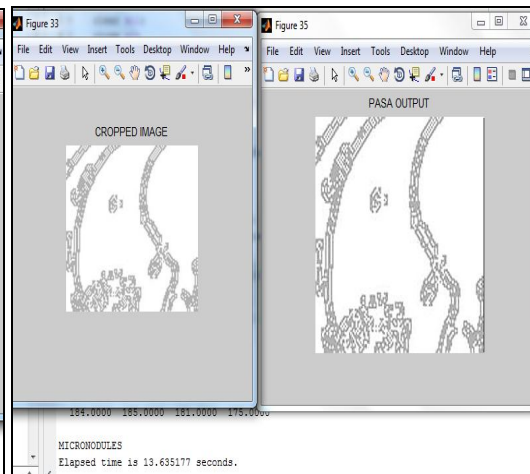 Figure 33
File Edit View Insert Tools Desktop Window Help
CROPPED IMAGE
Figure 35
File Edit View Insert Tools Desktop Window Help
PASA OUTPUT
184.0000 185.0000 181.0000 175.0000
MICRONODULES
Elapsed time is 13.635177 seconds.